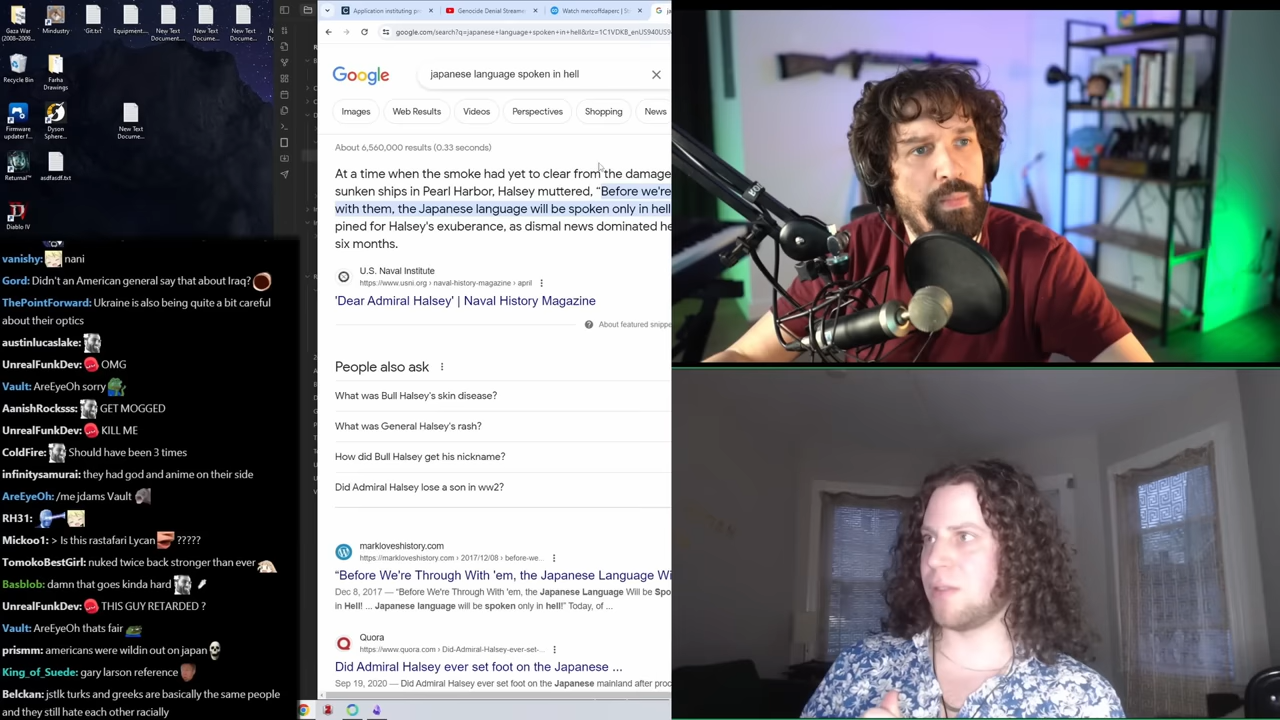 Gaza War
(2008–2009...
Mindustry
'Git.txt'
Equipment....
New Text
Document....
New Text
Docume...
New Text
Docume...
Recycle Bin
Farha
Drawings
Firmware
updater f...
Dyson
Sphere...
New Text
Docume...
Returnal™
asdfasdf.txt
Diablo IV
vanishy: nani
Gord: Didn't an American general say that about Iraq?
ThePointForward: Ukraine is also being quite a bit careful
about their optics
austinlucaslake:
UnrealFunkDev: OMG
Vault: AreEyeOh sorry
AanishRocksss: GET MOGGED
UnrealFunkDev: KILL ME
ColdFire: Should have been 3 times
infinitysamurai: they had god and anime on their side
AreEyeOh: /me jdams Vault
RH31:
Mickoo1: > Is this rastafari Lycan ?????
TomokoBestGirl: nuked twice back stronger than ever
Basblob: damn that goes kinda hard
UnrealFunkDev: THIS GUY RETARDED ?
Vault: AreEyeOh thats fair
prismm: americans were wildin out on japan
King_of_Suede: gary larson reference
Belckan: jstlk turks and greeks are basically the same people
and they still hate each other racially
Application instituting p
Genocide Denial Streame
Watch mercoffdaperc | St
google.com/search?q=japanese+language+spoken+in+hell&rlz=1C1VDKB_enUS940US9
Google
japanese language spoken in hell
Images
Web Results
Videos
Perspectives
Shopping
News
About 6,560,000 results (0.33 seconds)
At a time when the smoke had yet to clear from the damage
sunken ships in Pearl Harbor, Halsey muttered, “Before we're
with them, the Japanese language will be spoken only in hell
pined for Halsey's exuberance, as dismal news dominated he
six months.
U.S. Naval Institute
https://www.usni.org › naval-history-magazine › april
'Dear Admiral Halsey' | Naval History Magazine
About featured snippe
People also ask
What was Bull Halsey's skin disease?
What was General Halsey's rash?
How did Bull Halsey get his nickname?
Did Admiral Halsey lose a son in ww2?
markloveshistory.com
https://markloveshistory.com › 2017/12/08 › before-we...
“Before We're Through With 'em, the Japanese Language Wi
Dec 8, 2017 — “Before We're Through With 'em, the Japanese Language Will Be Spo
in Hell! ... Japanese language will be spoken only in hell!” Today, of ...
Quora
https://www.quora.com › Did-Admiral-Halsey-ever-set-...
Did Admiral Halsey ever set foot on the Japanese ...
Sep 19, 2020 — Did Admiral Halsey ever set foot on the Japanese mainland after proc